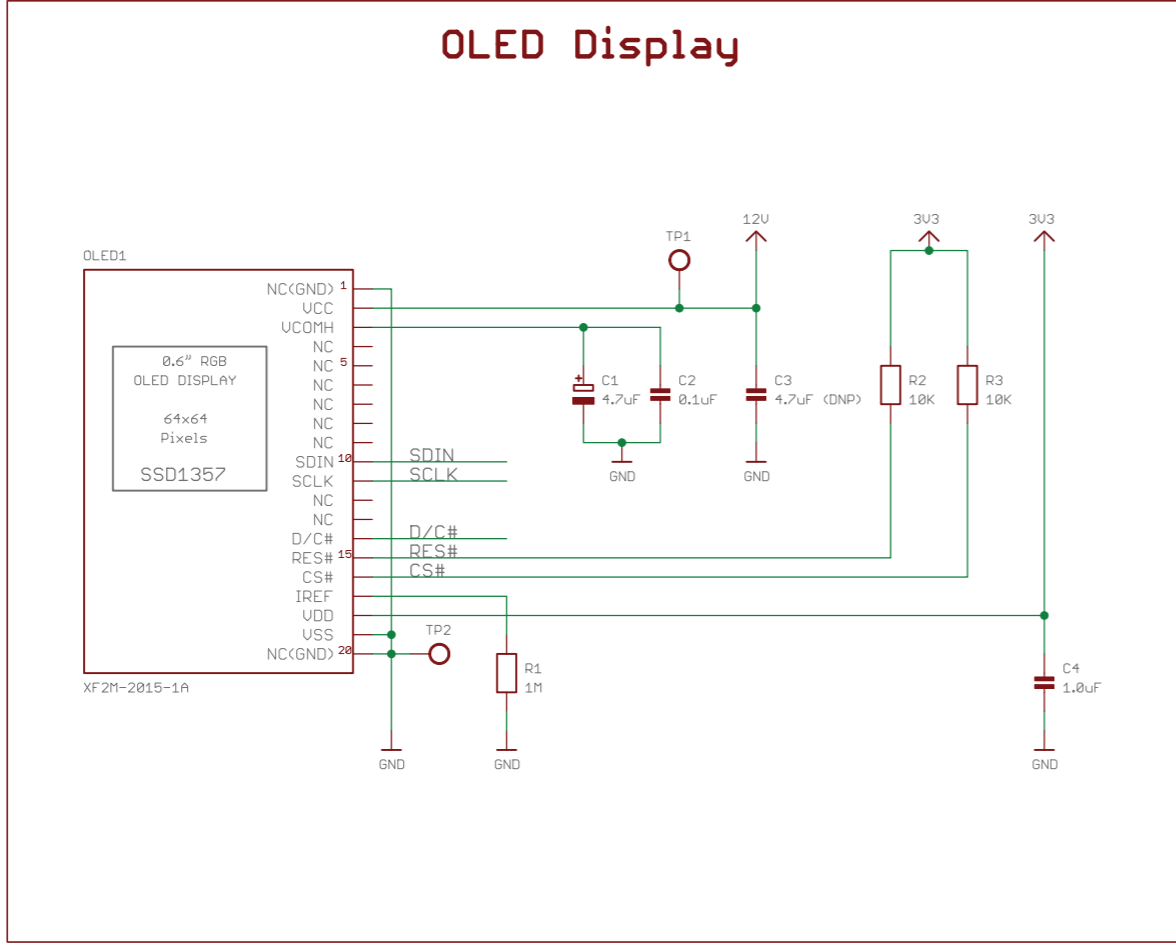 OLED Display
OLED1
NC(GND) 1
VCC
VCOMH
NC
NC 5
NC
NC
NC
NC
SDIN 10
SCLK
NC
NC
D/C#
RES# 15
CS#
IREF
VDD
VSS
NC(GND) 20
XF2M-2015-1A
0.6" RGB
OLED DISPLAY
64x64
Pixels
SSD1357
SDIN
SCLK
D/C#
RES#
CS#
TP1
12V
3V3
3V3
C1
4.7uF
C2
0.1uF
C3
4.7uF (DNP)
R2
10K
R3
10K
GND
GND
TP2
R1
1M
C4
1.0uF
GND
GND
GND